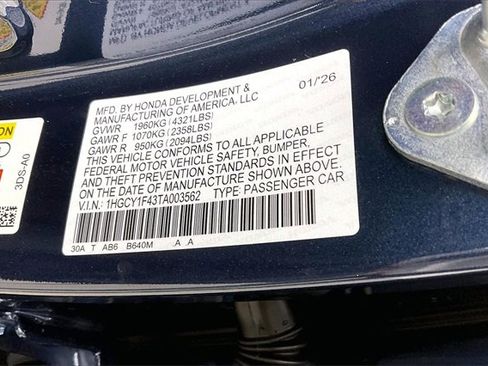 MFD. BY HONDA DEVELOPMENT & 01/'26
MANUFACTURING OF AMERICA, LLC
GVWR 1960KG (4321LBS)
GAWR F 1070KG (2358LBS)
GAWR R 950KG (2094LBS)
THIS VEHICLE CONFORMS TO ALL APPLICABLE
FEDERAL MOTOR VEHICLE SAFETY, BUMPER,
AND THEFT PREVENTION STANDARDS IN EFFECT
ON THE DATE OF MANUFACTURE SHOWN ABOVE.
V.I.N.: 1HGCY1F43TA003562 TYPE: PASSENGER CAR
30A T AB6 B640M .A .A
3DS-A0